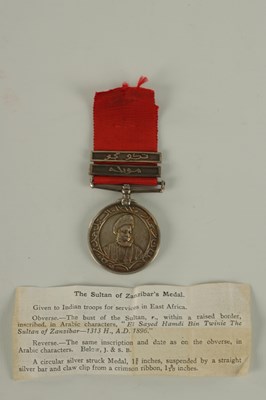 The Sultan of Zanzibar's Medal.
Given to Indian troops for services in East Africa.
Obverse.—The bust of the Sultan, r., within a raised border,
inscribed, in Arabic characters, "El Sayed Hamdi Bin Twinie The
Sultan of Zanzibar—1313 H., A.D. 1896."
Reverse.—The same inscription and date as on the obverse, in
Arabic characters. Below, J. & S. B.
A circular silver struck Medal, inches, suspended by a straight
silver bar and claw clip from a crimson ribbon, inches.